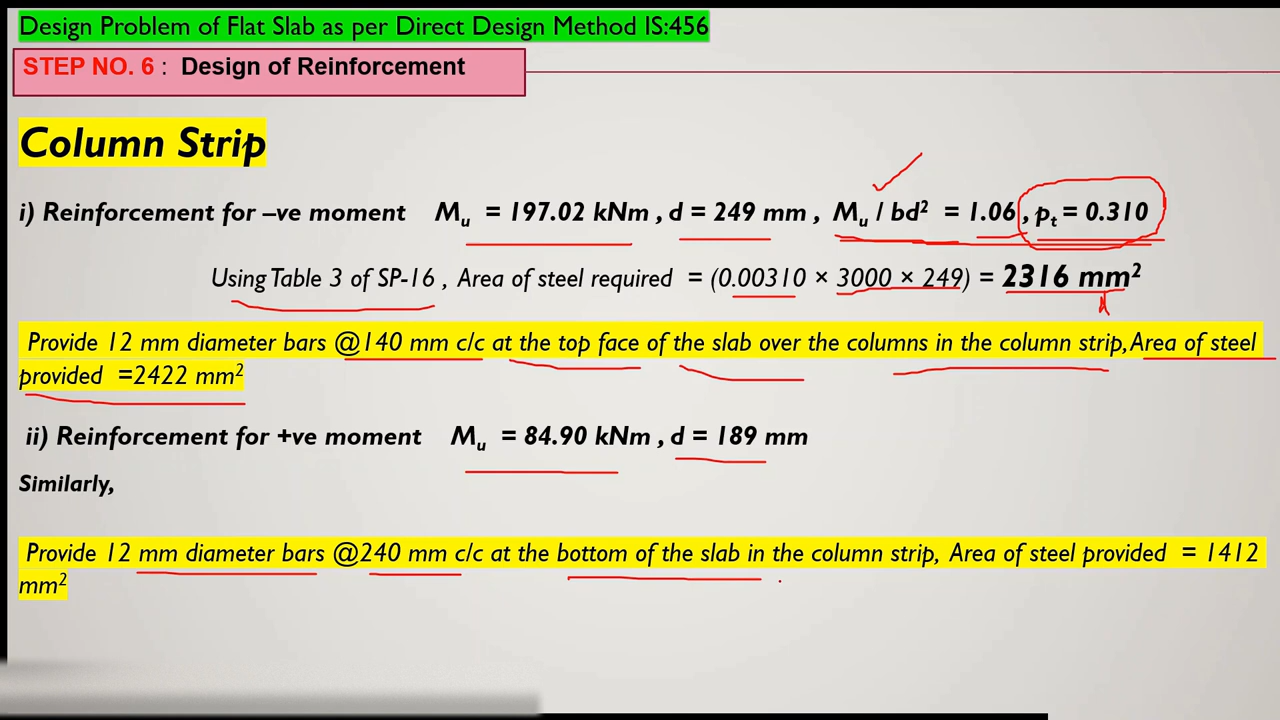 Design Problem of Flat Slab as per Direct Design Method IS:456
STEP NO. 6 : Design of Reinforcement
Column Strip
i) Reinforcement for –ve moment Mu = 197.02 kNm , d = 249 mm , Mu / bd² = 1.06 , pt = 0.310
Using Table 3 of SP-16 , Area of steel required = (0.00310 × 3000 × 249) = 2316 mm²
Provide 12 mm diameter bars @140 mm c/c at the top face of the slab over the columns in the column strip, Area of steel
provided =2422 mm²
ii) Reinforcement for +ve moment Mu = 84.90 kNm , d = 189 mm
Similarly,
Provide 12 mm diameter bars @240 mm c/c at the bottom of the slab in the column strip, Area of steel provided = 1412
mm²